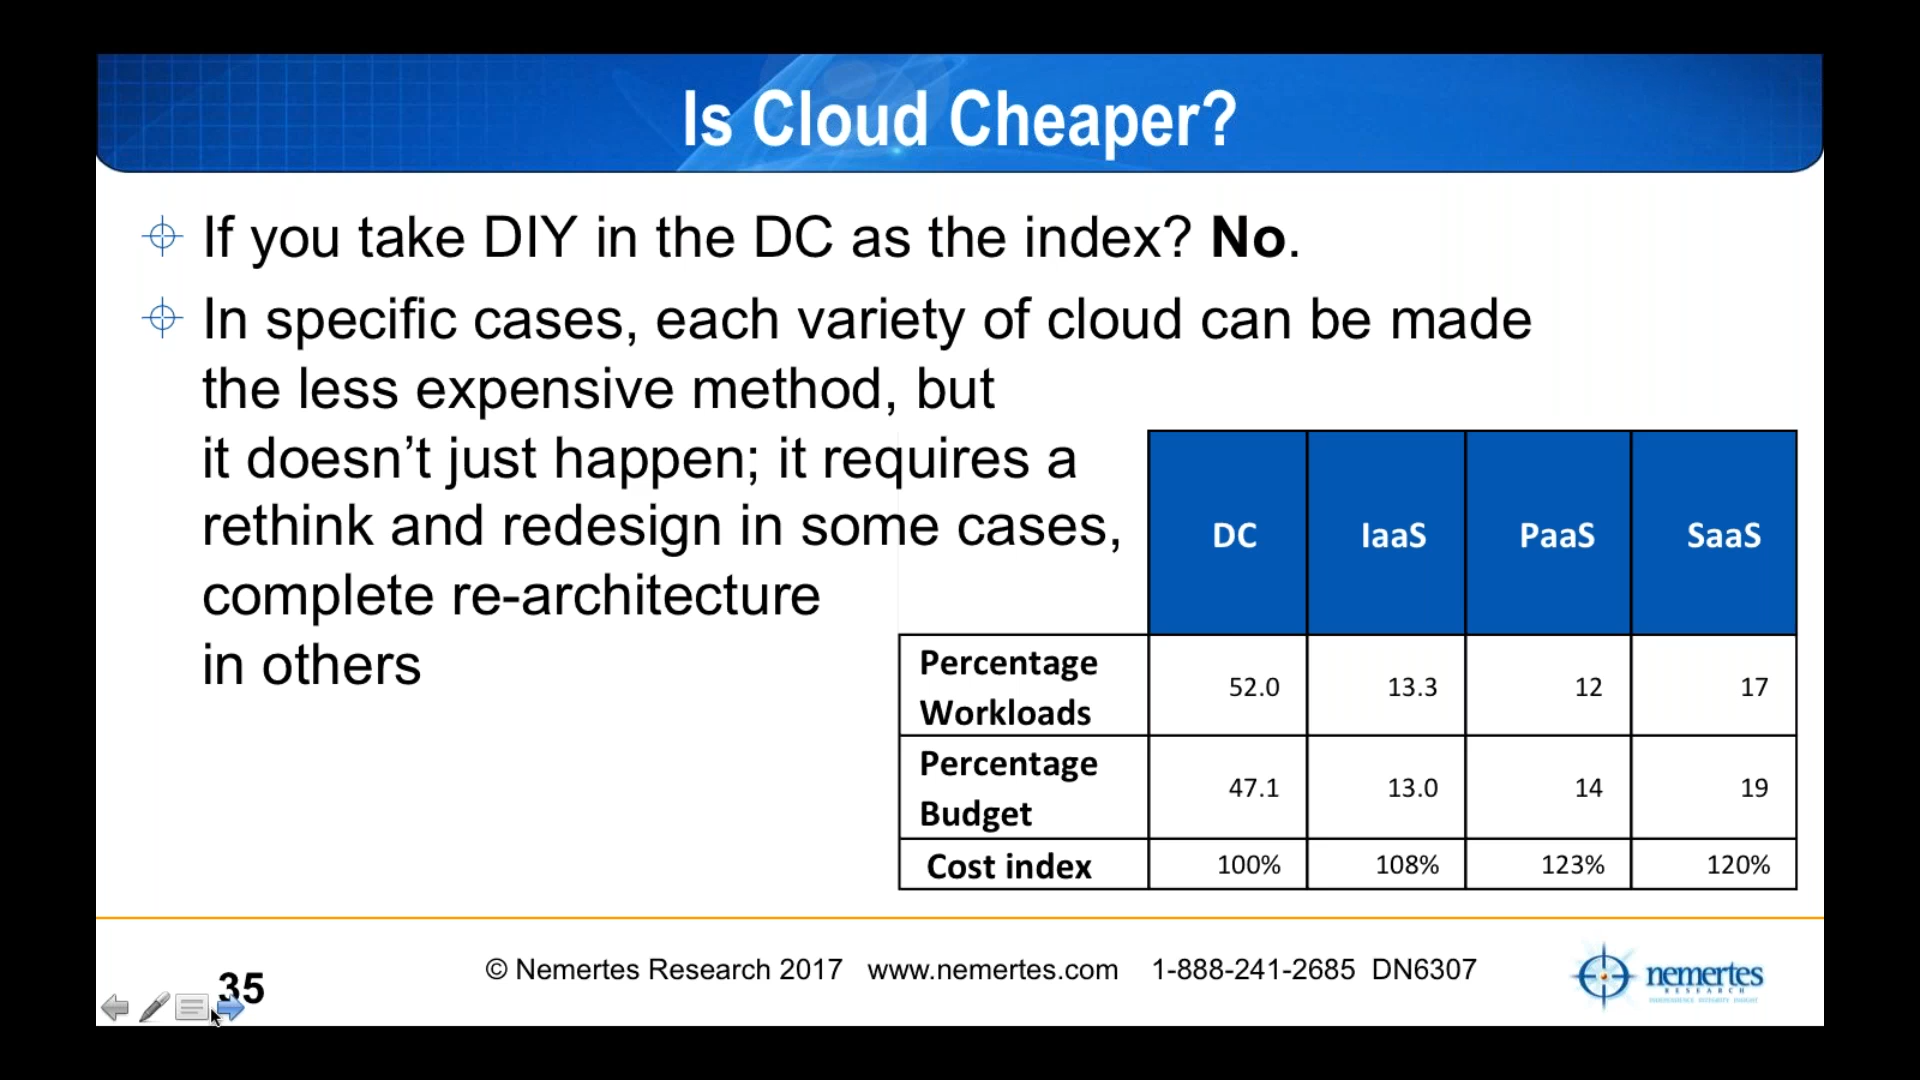 Is Cloud Cheaper?
If you take DIY in the DC as the index? No.
In specific cases, each variety of cloud can be made
the less expensive method, but
it doesn’t just happen; it requires a
rethink and redesign in some cases,
complete re-architecture
in others
DC IaaS PaaS SaaS
Percentage
Workloads 52.0 13.3 12 17
Percentage
Budget 47.1 13.0 14 19
Cost index 100% 108% 123% 120%
35
© Nemertes Research 2017 www.nemertes.com 1-888-241-2685 DN6307
nemertes
RESEARCH
INDEPENDENCE INTEGRITY INSIGHT